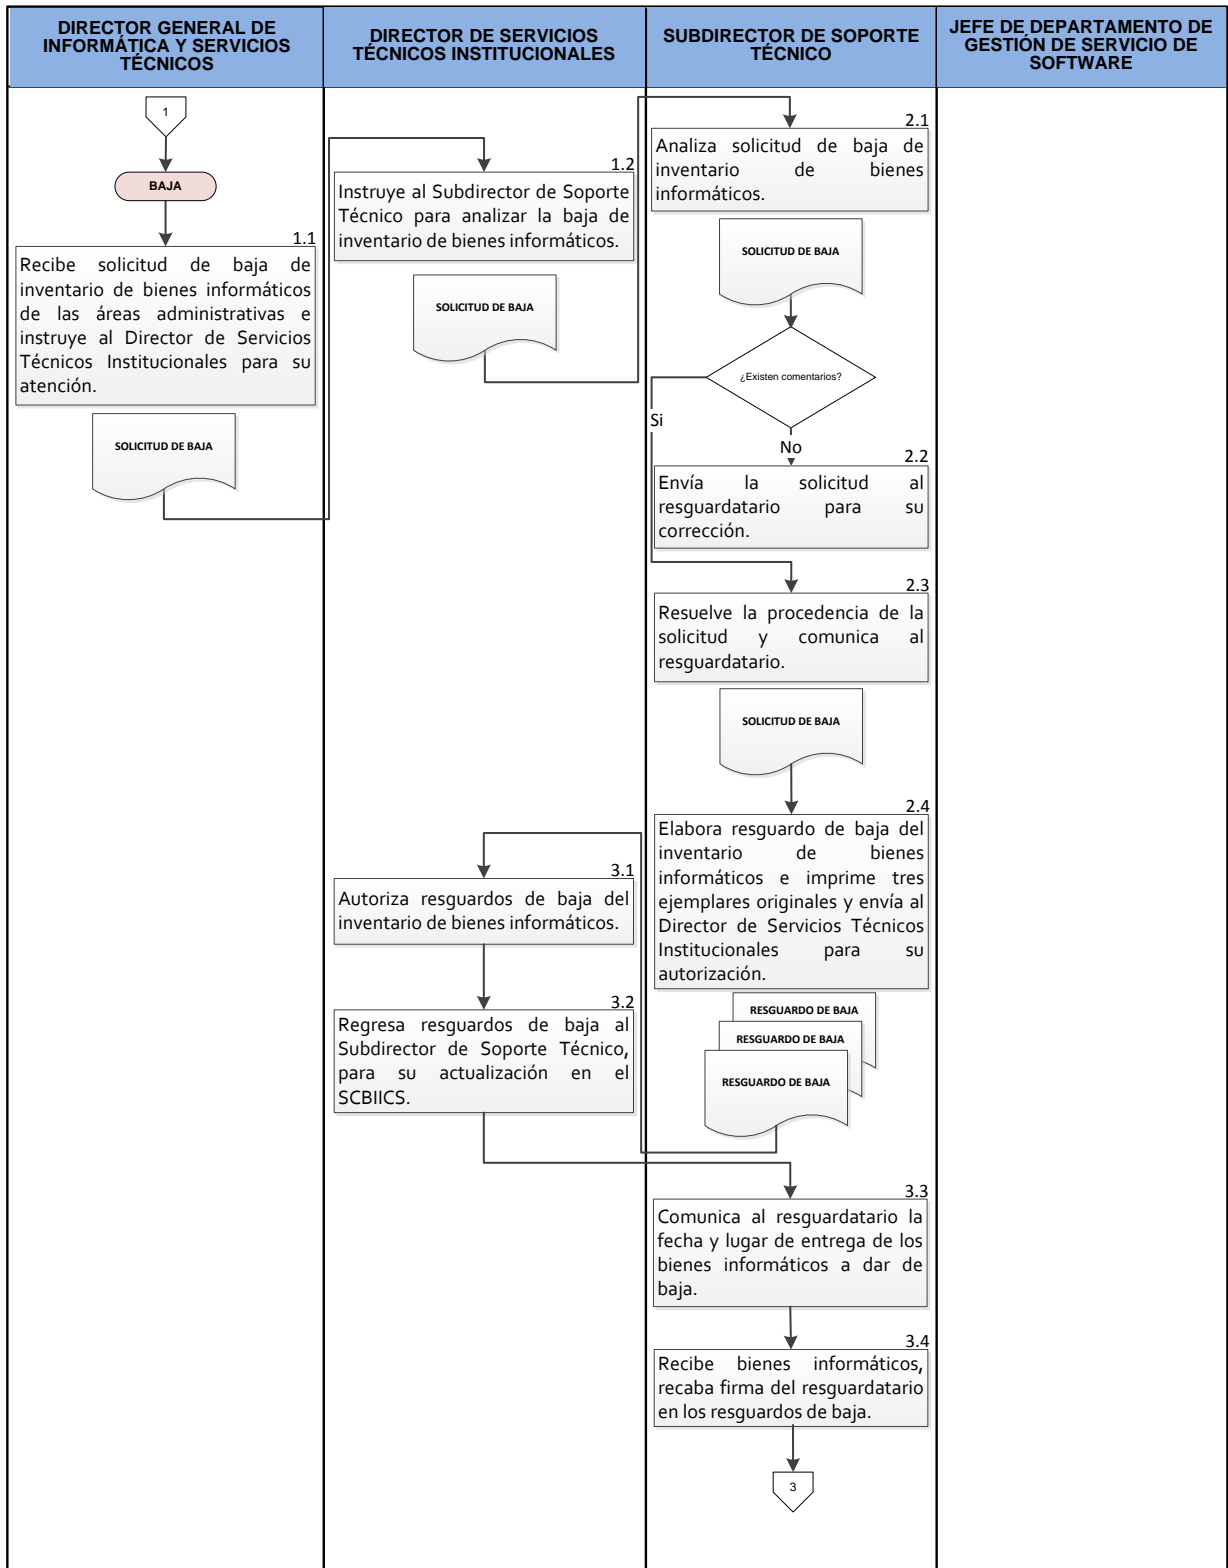 DIRECTOR GENERAL DE
INFORMÁTICA Y SERVICIOS
TÉCNICOS
DIRECTOR DE SERVICIOS
TÉCNICOS INSTITUCIONALES
SUBDIRECTOR DE SOPORTE
TÉCNICO
JEFE DE DEPARTAMENTO DE
GESTIÓN DE SERVICIO DE
SOFTWARE
1
BAJA
1.1
Recibe solicitud de baja de
inventario de bienes informáticos
de las áreas administrativas e
instruye al Director de Servicios
Técnicos Institucionales para su
atención.
SOLICITUD DE BAJA
1.2
Instruye al Subdirector de Soporte
Técnico para analizar la baja de
inventario de bienes informáticos.
SOLICITUD DE BAJA
2.1
Analiza solicitud de baja de
inventario de bienes
informáticos.
SOLICITUD DE BAJA
¿Existen comentarios?
Si
No
2.2
Envía la solicitud al
resguardatario para su
corrección.
2.3
Resuelve la procedencia de la
solicitud y comunica al
resguardatario.
SOLICITUD DE BAJA
2.4
Elabora resguardo de baja del
inventario de bienes
informáticos e imprime tres
ejemplares originales y envía al
Director de Servicios Técnicos
Institucionales para su
autorización.
RESGUARDO DE BAJA
RESGUARDO DE BAJA
RESGUARDO DE BAJA
3.1
Autoriza resguardos de baja del
inventario de bienes informáticos.
3.2
Regresa resguardos de baja al
Subdirector de Soporte Técnico,
para su actualización en el
SCBIICS.
3.3
Comunica al resguardatario la
fecha y lugar de entrega de los
bienes informáticos a dar de
baja.
3.4
Recibe bienes informáticos,
recaba firma del resguardatario
en los resguardos de baja.
3